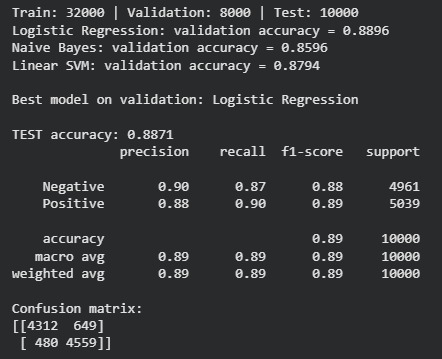 Train: 32000 | Validation: 8000 | Test: 10000
Logistic Regression: validation accuracy = 0.8896
Naive Bayes: validation accuracy = 0.8596
Linear SVM: validation accuracy = 0.8794

Best model on validation: Logistic Regression

TEST accuracy: 0.8871
              precision    recall  f1-score   support

    Negative       0.90      0.87      0.88      4961
    Positive       0.88      0.90      0.89      5039

    accuracy                           0.89     10000
   macro avg       0.89      0.89      0.89     10000
weighted avg       0.89      0.89      0.89     10000

Confusion matrix:
[[4312  649]
 [ 480 4559]]